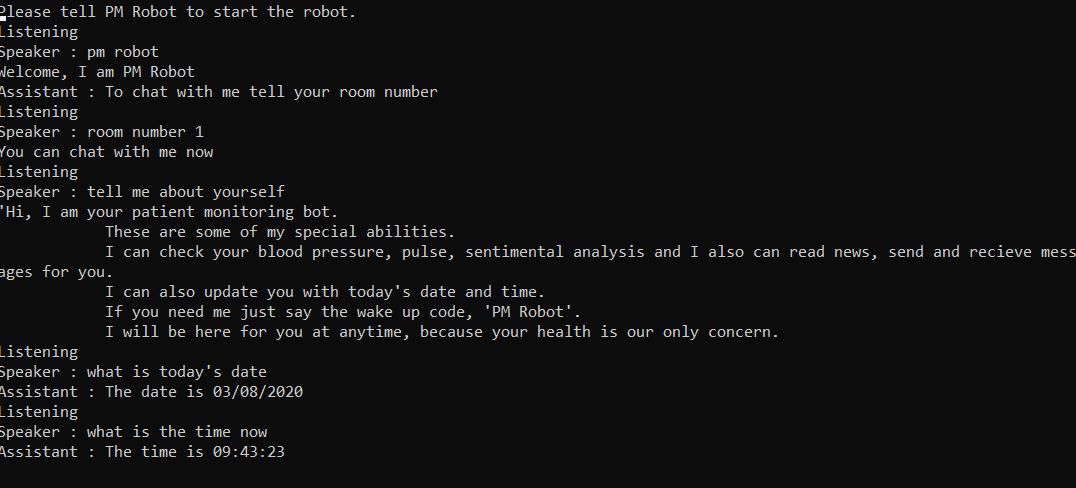 Please tell PM Robot to start the robot.
Listening
Speaker : pm robot
Welcome, I am PM Robot
Assistant : To chat with me tell your room number
Listening
Speaker : room number 1
You can chat with me now
Listening
Speaker : tell me about yourself
'Hi, I am your patient monitoring bot.
These are some of my special abilities.
I can check your blood pressure, pulse, sentimental analysis and I also can read news, send and recieve mess
ages for you.
I can also update you with today's date and time.
If you need me just say the wake up code, 'PM Robot'.
I will be here for you at anytime, because your health is our only concern.
Listening
Speaker : what is today's date
Assistant : The date is 03/08/2020
Listening
Speaker : what is the time now
Assistant : The time is 09:43:23